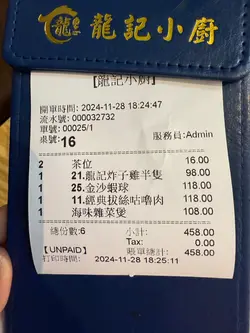 龍記小廚
【龍記小廚】
開單時間: 2024-11-28 18:24:47
流水號: 000032732
單號: 00025/1
桌號: 16 服務員:Admin
2 茶位 16.00
1 21.龍記炸子雞半隻 98.00
1 25.金沙蝦球 118.00
1 11.經典拔絲咕嚕肉 118.00
1 海味雜菜煲 108.00
總份數:6 小計: 458.00
Tax: 0.00
【UNPAID】 賬單總計: 458.00
打印時間: 2024-11-28 18:25:11